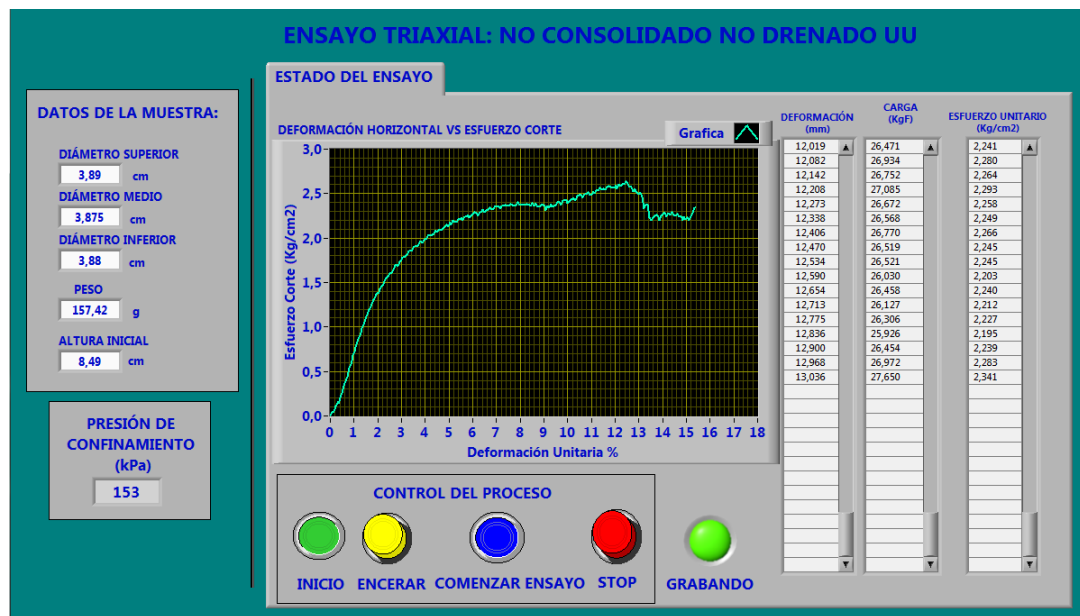 ENSAYO TRIAXIAL: NO CONSOLIDADO NO DRENADO UU
DATOS DE LA MUESTRA:
DIÁMETRO SUPERIOR
3,89 cm
DIÁMETRO MEDIO
3,875 cm
DIÁMETRO INFERIOR
3,88 cm
PESO
157,42 g
ALTURA INICIAL
8,49 cm
PRESIÓN DE
CONFINAMIENTO
(kPa)
153
ESTADO DEL ENSAYO
DEFORMACIÓN HORIZONTAL VS ESFUERZO CORTE
Grafica
Esfuerzo Corte (Kg/cm2)
3,0
2,5
2,0
1,5
1,0
0,5
0,0
0 1 2 3 4 5 6 7 8 9 10 11 12 13 14 15 16 17 18
Deformación Unitaria %
DEFORMACIÓN
(mm)
12,019
12,082
12,142
12,208
12,273
12,338
12,406
12,470
12,534
12,590
12,654
12,713
12,775
12,836
12,900
12,968
13,036
CARGA
(KgF)
26,471
26,934
26,752
27,085
26,672
26,568
26,770
26,519
26,521
26,030
26,458
26,127
26,306
25,926
26,454
26,972
27,650
ESFUERZO UNITARIO
(Kg/cm2)
2,241
2,280
2,264
2,293
2,258
2,249
2,266
2,245
2,245
2,203
2,240
2,212
2,227
2,195
2,239
2,283
2,341
CONTROL DEL PROCESO
INICIO ENCERAR COMENZAR ENSAYO STOP
GRABANDO